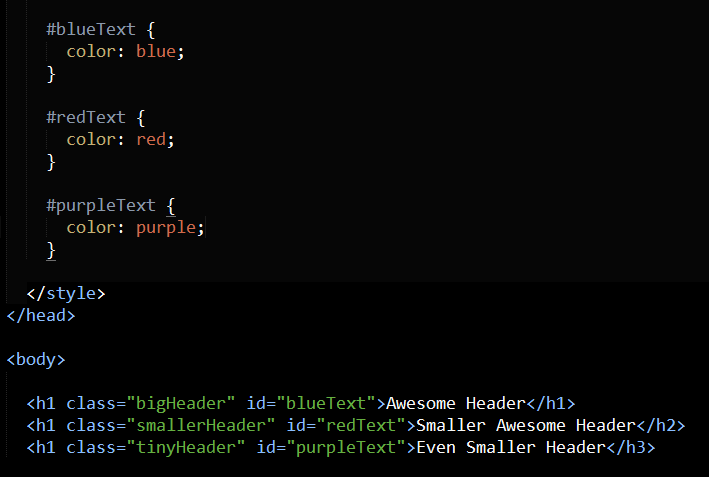 #blueText {
color: blue;
}
#redText {
color: red;
}
#purpleText {
color: purple;
}
</style>
</head>
<body>
<h1 class="bigHeader" id="blueText">Awesome Header</h1>
<h1 class="smallerHeader" id="redText">Smaller Awesome Header</h2>
<h1 class="tinyHeader" id="purpleText">Even Smaller Header</h3>